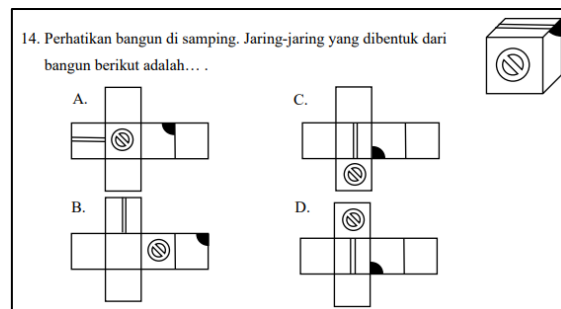 14. Perhatikan bangun di samping. Jaring-jaring yang dibentuk dari
bangun berikut adalah… .
A.
C.
B.
D.